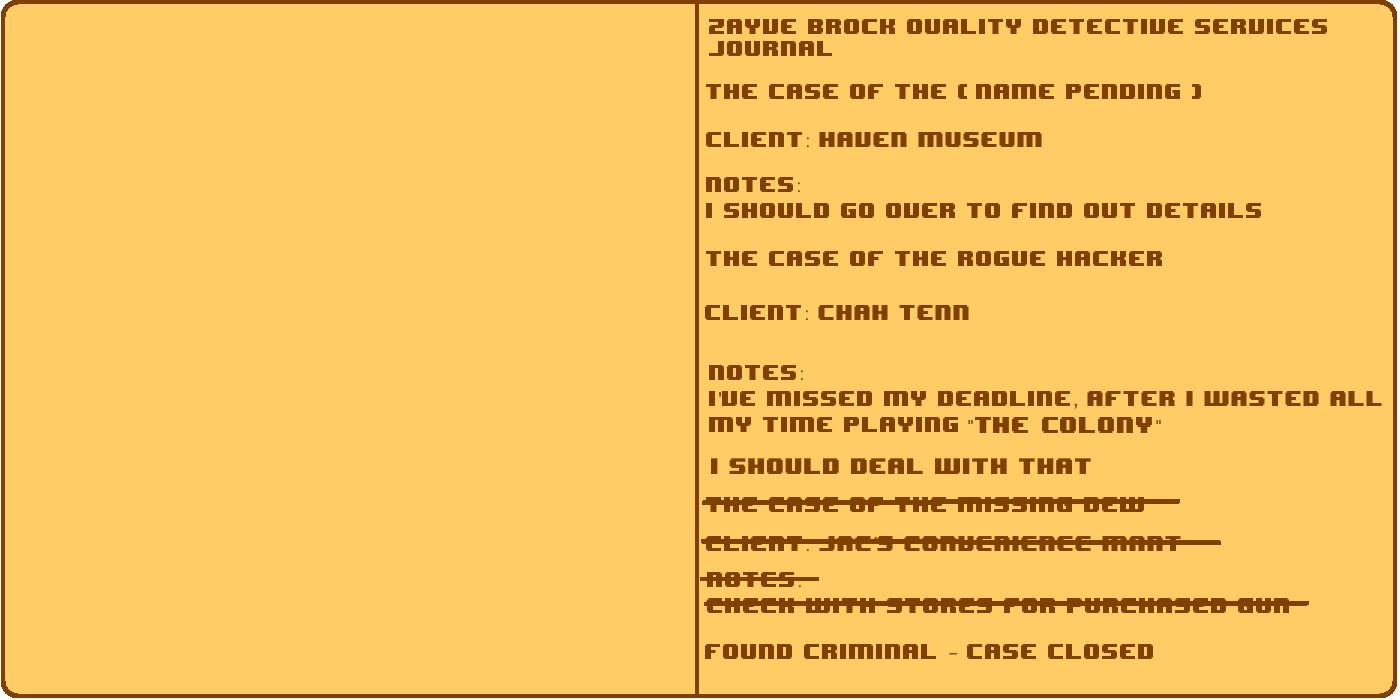 ZAYVE BROCK QUALITY DETECTIVE SERVICES
JOURNAL
THE CASE OF THE ( NAME PENDING )
CLIENT: HAVEN MUSEUM
NOTES:
I SHOULD GO OVER TO FIND OUT DETAILS
THE CASE OF THE ROGUE HACKER
CLIENT: CHAK TENN
NOTES:
I'VE MISSED MY DEADLINE, AFTER I WASTED ALL
MY TIME PLAYING "THE COLONY"
I SHOULD DEAL WITH THAT
THE CASE OF THE MISSING DEW
CLIENT: JAE'S CONVENIENCE MART
NOTES:
CHECK WITH STORES FOR PURCHASED GUN
FOUND CRIMINAL - CASE CLOSED